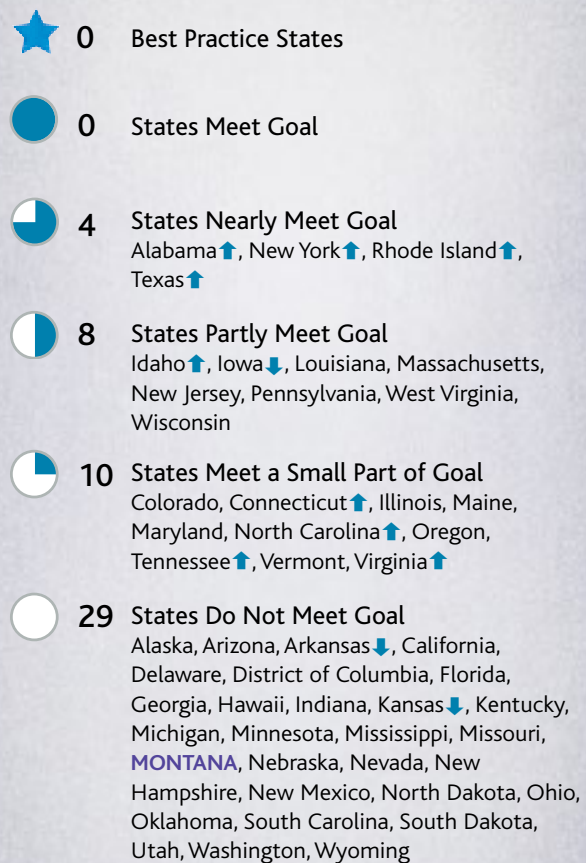 0 Best Practice States
0 States Meet Goal
4 States Nearly Meet Goal
Alabama⬆, New York⬆, Rhode Island⬆,
Texas⬆
8 States Partly Meet Goal
Idaho⬆, Iowa⬇, Louisiana, Massachusetts,
New Jersey, Pennsylvania, West Virginia,
Wisconsin
10 States Meet a Small Part of Goal
Colorado, Connecticut⬆, Illinois, Maine,
Maryland, North Carolina⬆, Oregon,
Tennessee⬆, Vermont, Virginia⬆
29 States Do Not Meet Goal
Alaska, Arizona, Arkansas⬇, California,
Delaware, District of Columbia, Florida,
Georgia, Hawaii, Indiana, Kansas⬇, Kentucky,
Michigan, Minnesota, Mississippi, Missouri,
MONTANA, Nebraska, Nevada, New
Hampshire, New Mexico, North Dakota, Ohio,
Oklahoma, South Carolina, South Dakota,
Utah, Washington, Wyoming